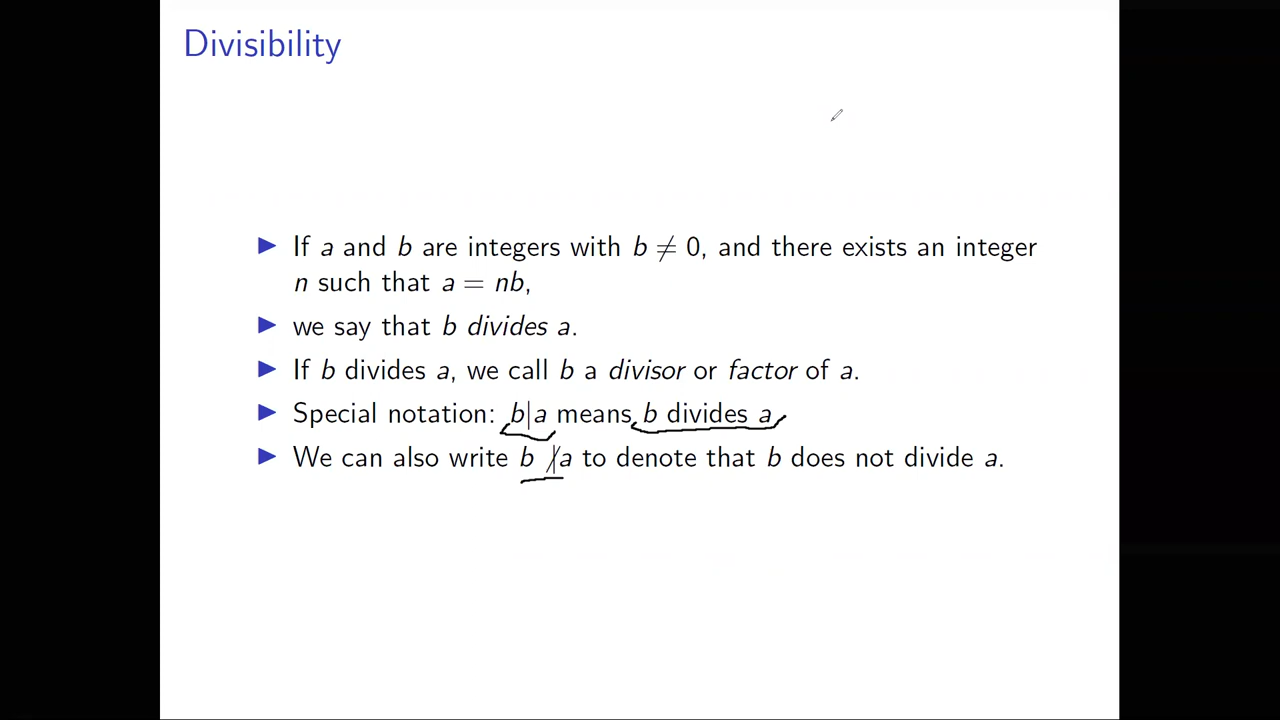 Divisibility
▶ If a and b are integers with b ≠ 0, and there exists an integer
n such that a = nb,
▶ we say that b divides a.
▶ If b divides a, we call b a divisor or factor of a.
▶ Special notation: b|a means b divides a
▶ We can also write b ∤a to denote that b does not divide a.